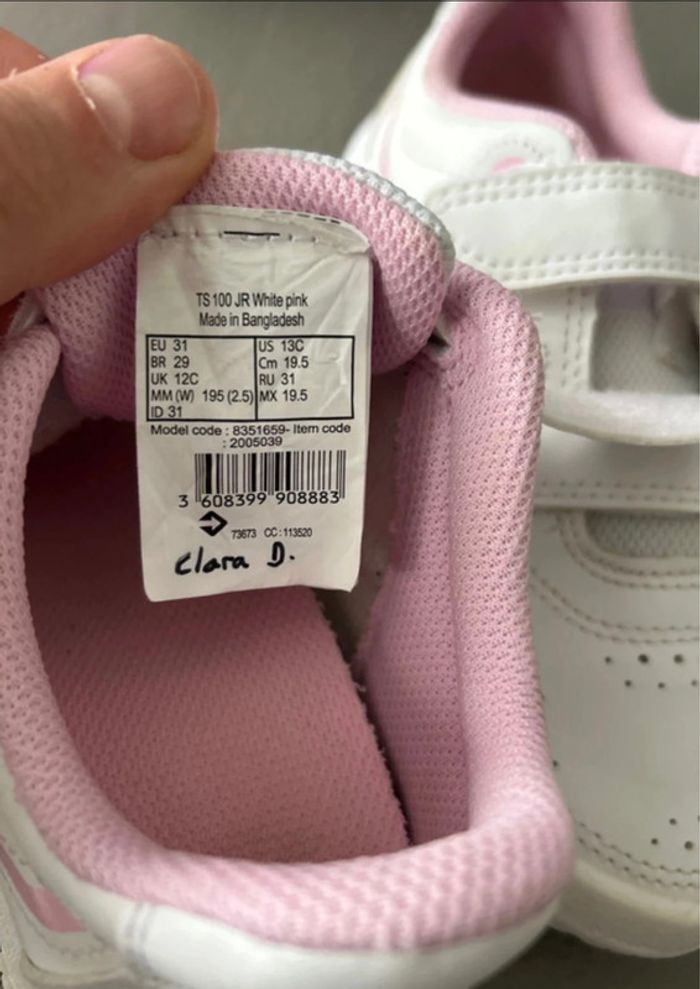 TS 100 JR White pink
Made in Bangladesh
EU 31 US 13C
BR 29 Cm 19.5
UK 12C RU 31
MM (W) 195 (2.5) MX 19.5
ID 31
Model code : 8351659- Item code
: 2005039
3 608399 908883
73673 CC:113520
Clara D.